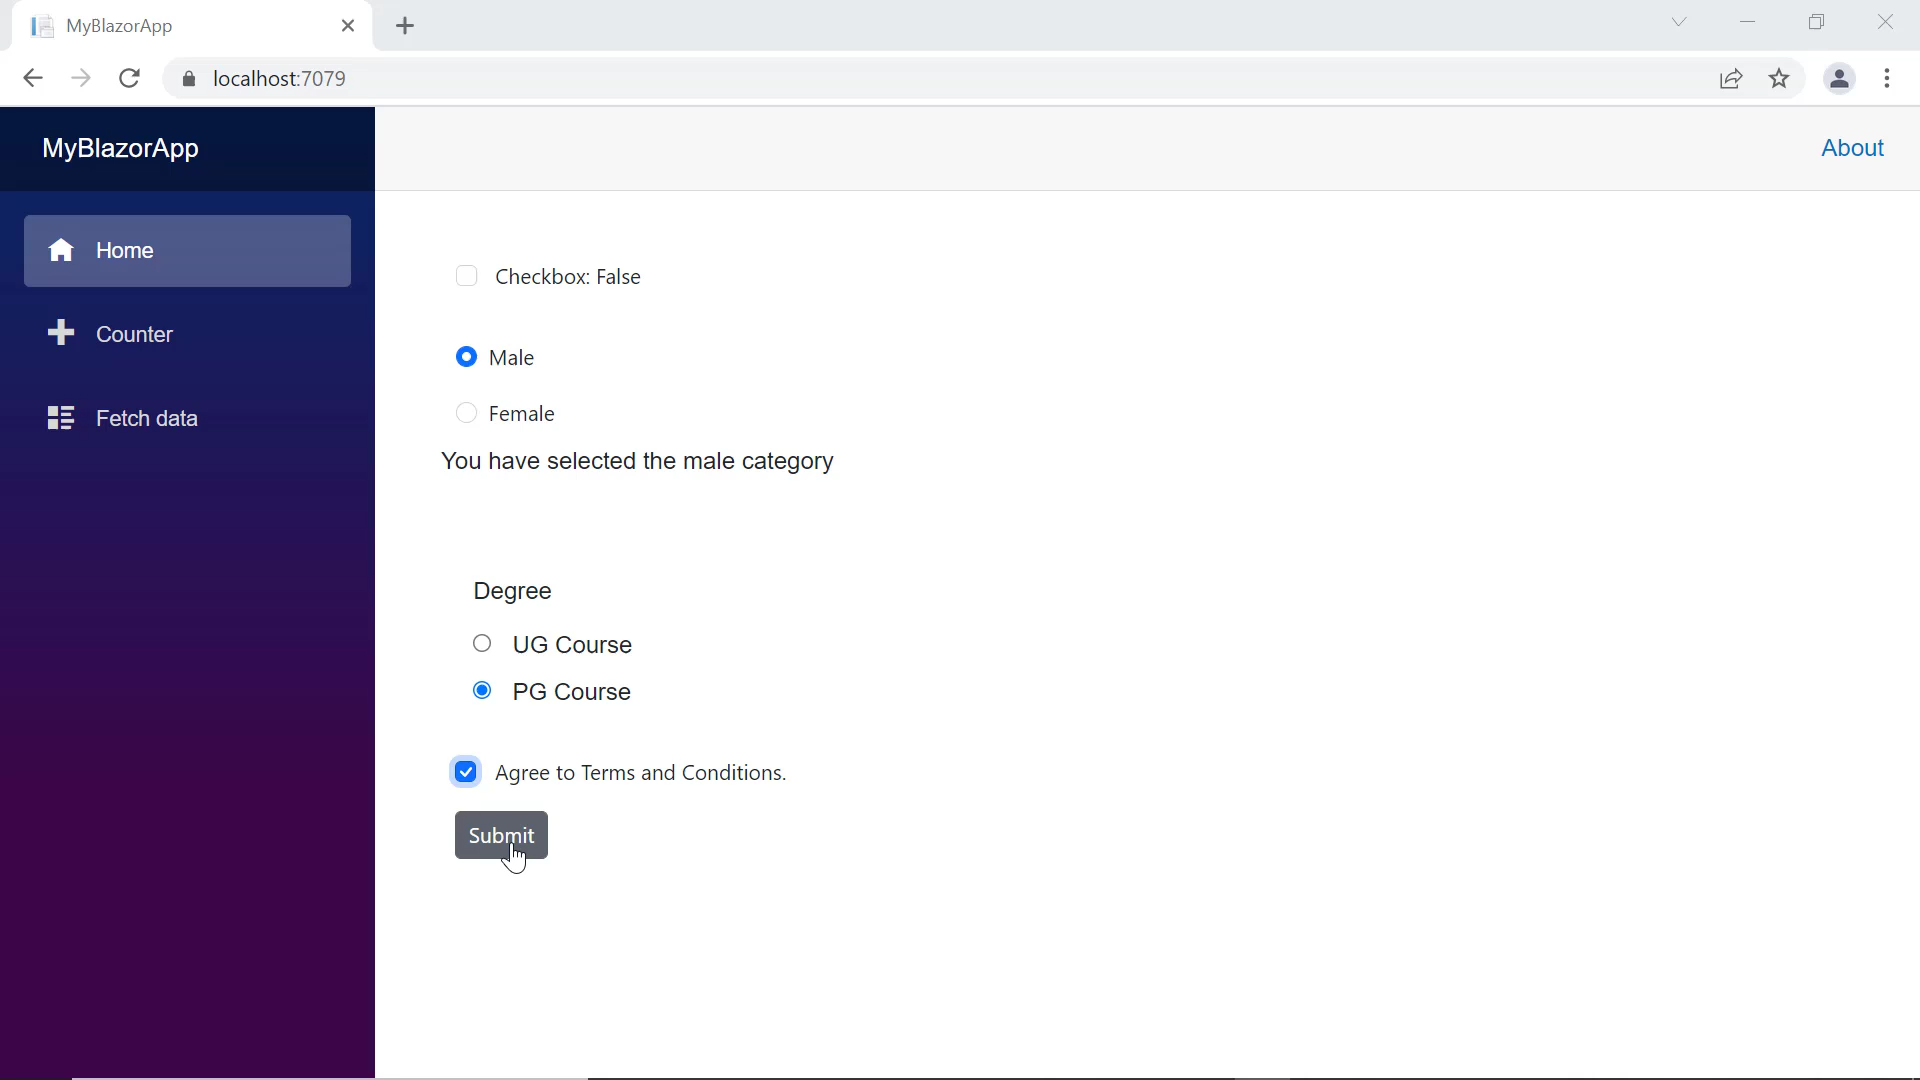 MyBlazorApp
localhost:7079
MyBlazorApp
About
Home
Counter
Fetch data
Checkbox: False
Male
Female
You have selected the male category
Degree
UG Course
PG Course
Agree to Terms and Conditions.
Submit